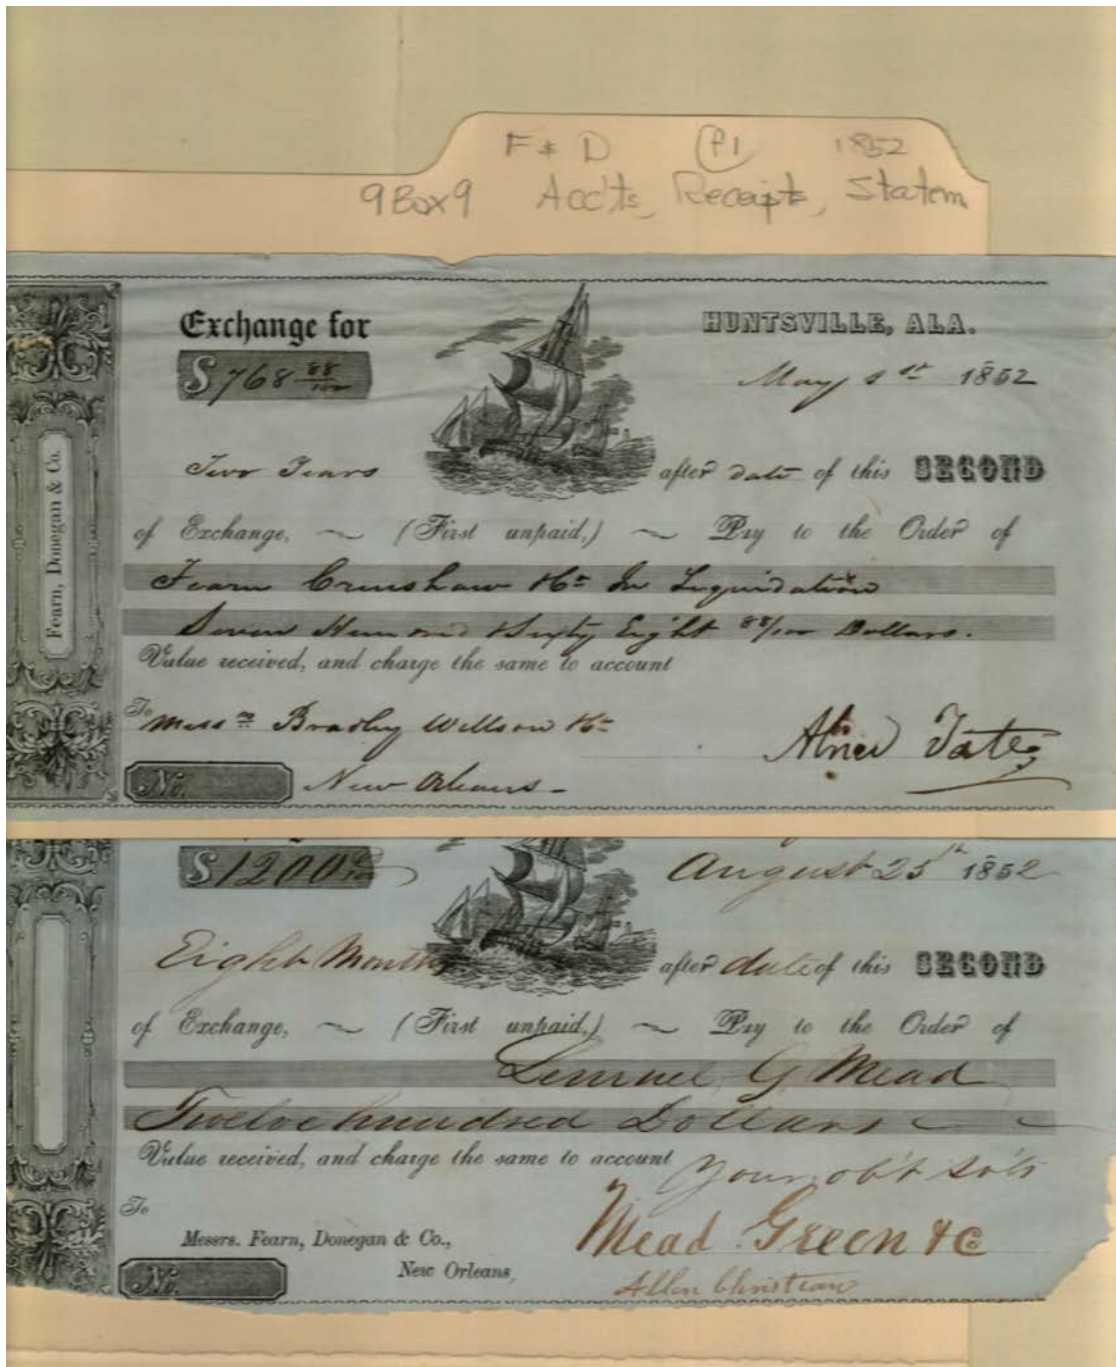 F & D P1 1852
9 Box 9 Acc'ts, Receipts, Statem
Exchange for HUNTSVILLE, ALA.
$768 88/100 May 1st 1852
Two Years after date of this SECOND
of Exchange, (First unpaid,) Pay to the Order of
Fearn Crenshaw & Co In Liquidation
Seven Hundred & Sixty Eight 88/100 Dollars.
Value received, and charge the same to account
To Messrs Bradley Willson & Co
Abner Tate
No. New Orleans
Fearn, Donegan & Co.
$1200 August 25th 1852
Eight Months after date of this SECOND
of Exchange, (First unpaid,) Pay to the Order of
Lemuel G Mead
Twelve hundred Dollars
Value received, and charge the same to account
Your ob't
To
Mead Green & Co
Messrs. Fearn, Donegan & Co.,
New Orleans,
No.
Allen Christian